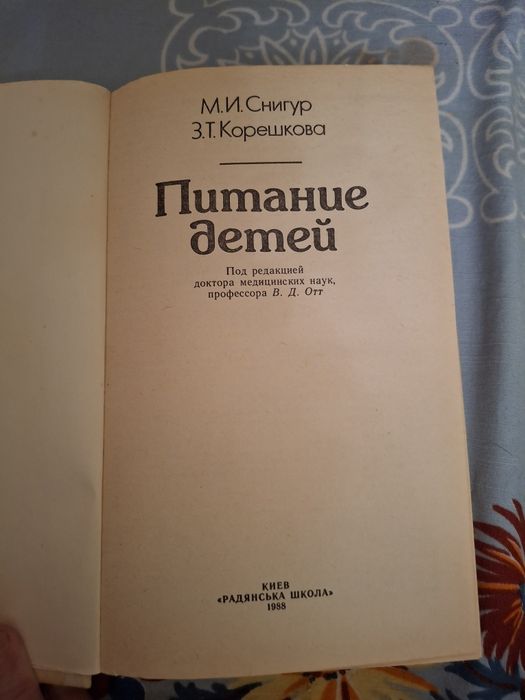 М.И.Снигур
З.Т.Корешкова
Питание
детей
Под редакцией
доктора медицинских наук,
профессора В. Д. Отт
КИЕВ
«РАДЯНСЬКА ШКОЛА»
1988